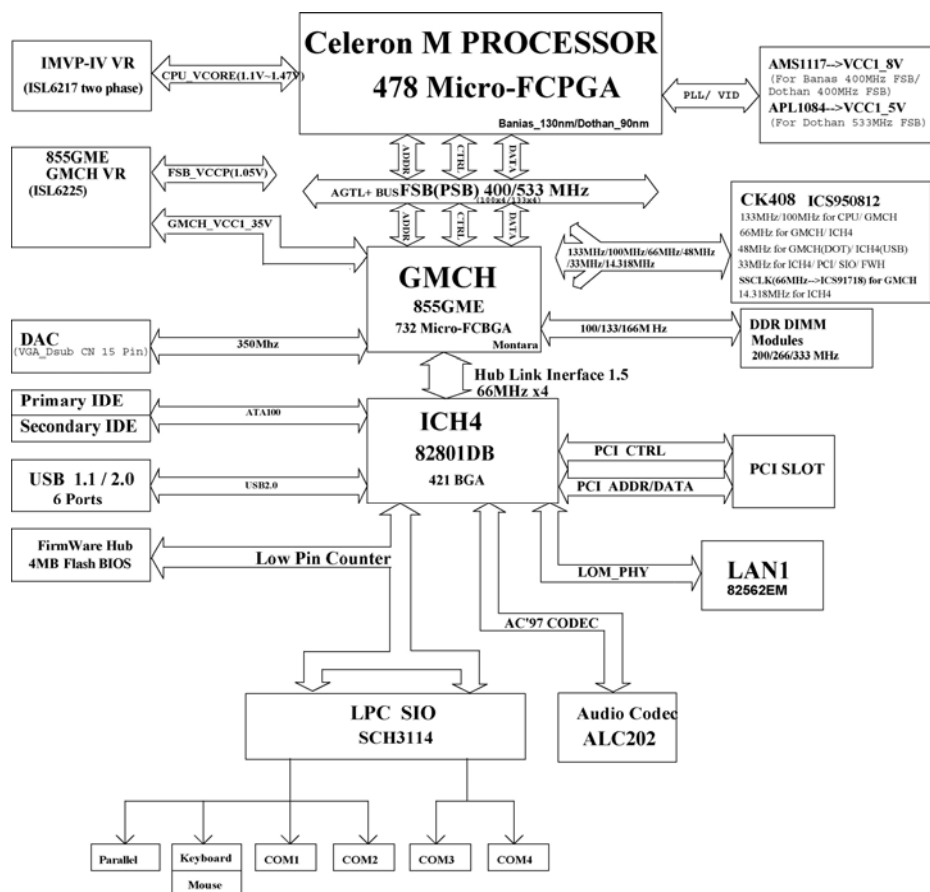 Celeron M PROCESSOR
478 Micro-FCPGA
Banias_130nm/Dothan_90nm
IMVP-IV VR
(ISL6217 two phase)
CPU_VCORE(1.1V~1.47V)
PLL/ VID
AMS1117-->VCC1_8V
(For Banas 400MHz FSB/
Dothan 400MHz FSB)
APL1084-->VCC1_5V
(For Dothan 533MHz FSB)
ADDR
CTRL
DATA
855GME
GMCH VR
(ISL6225)
FSB_VCCP(1.05V)
GMCH_VCC1_35V
AGTL+ BUS FSB(PSB) 400/533 MHz
(100x4/133x4)
ADDR
CTRL
DATA
CK408 ICS950812
133MHz/100MHz for CPU/ GMCH
66MHz for GMCH/ ICH4
48MHz for GMCH(DOT)/ ICH4(USB)
33MHz for ICH4/ PCI/ SIO/ FWH
SSCLK(66MHz-->ICS91718) for GMCH
14.318MHz for ICH4
133MHz/100MHz/66MHz/48MHz
/33MHz/14.318MHz
GMCH
855GME
732 Micro-FCBGA
Montara
DAC
(VGA_Dsub CN 15 Pin)
350Mhz
100/133/166M Hz
DDR DIMM
Modules
200/266/333 MHz
Hub Link Inerface 1.5
66MHz x4
Primary IDE
Secondary IDE
ATA100
ICH4
82801DB
421 BGA
PCI CTRL
PCI ADDR/DATA
PCI SLOT
USB 1.1 / 2.0
6 Ports
USB2.0
FirmWare Hub
4MB Flash BIOS
Low Pin Counter
LOM_PHY
LAN1
82562EM
AC'97 CODEC
LPC SIO
SCH3114
Audio Codec
ALC202
Parallel
Keyboard
Mouse
COM1
COM2
COM3
COM4